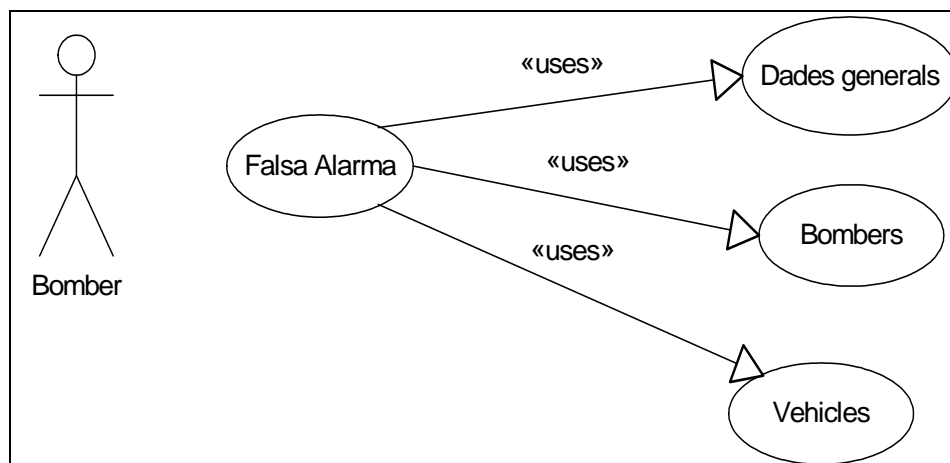 «uses»
Dades generals
Falsa Alarma
«uses»
Bombers
«uses»
Bomber
Vehicles